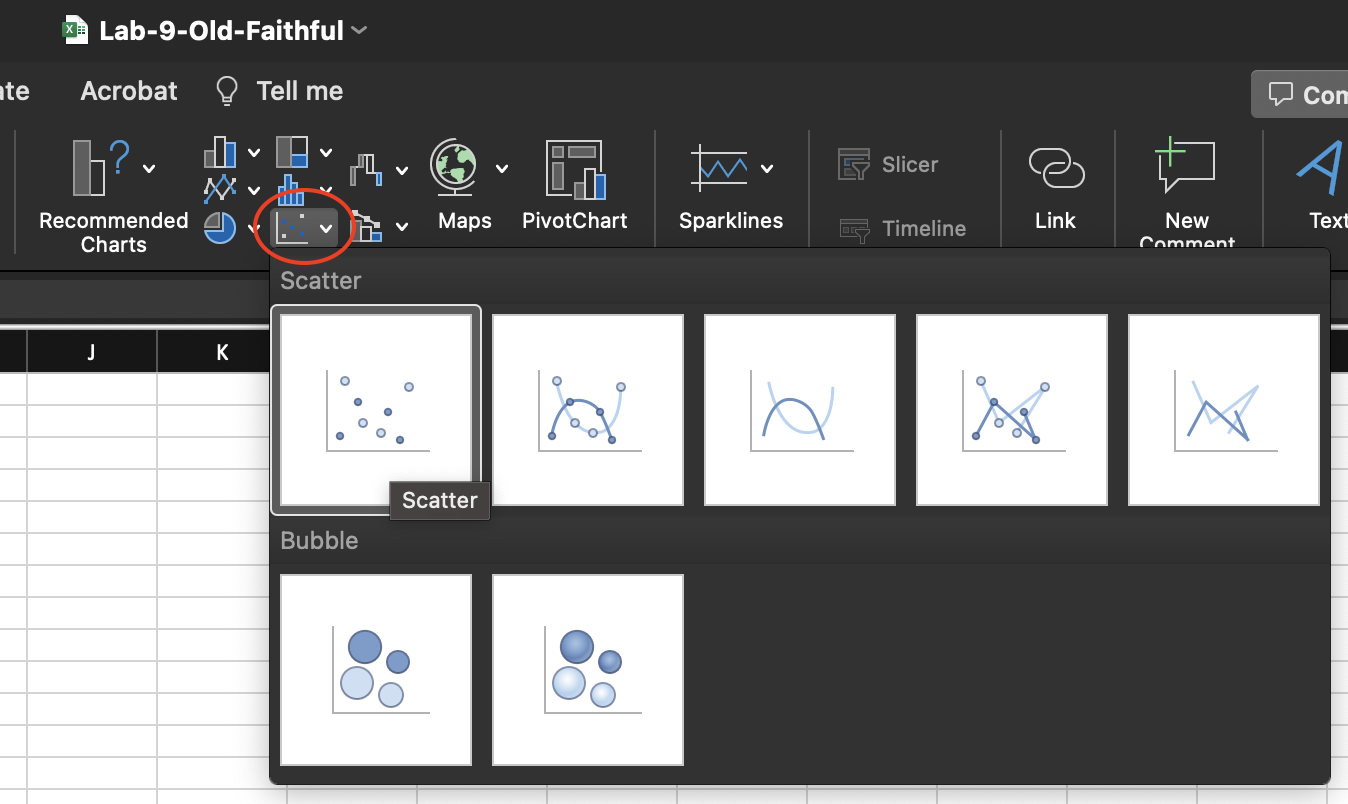 Lab-9-Old-Faithful
ate
Acrobat
Tell me
Com
Recommended
Charts
Maps
PivotChart
Sparklines
Slicer
Timeline
Link
New
Comment
Text
Scatter
J
K
Scatter
Bubble